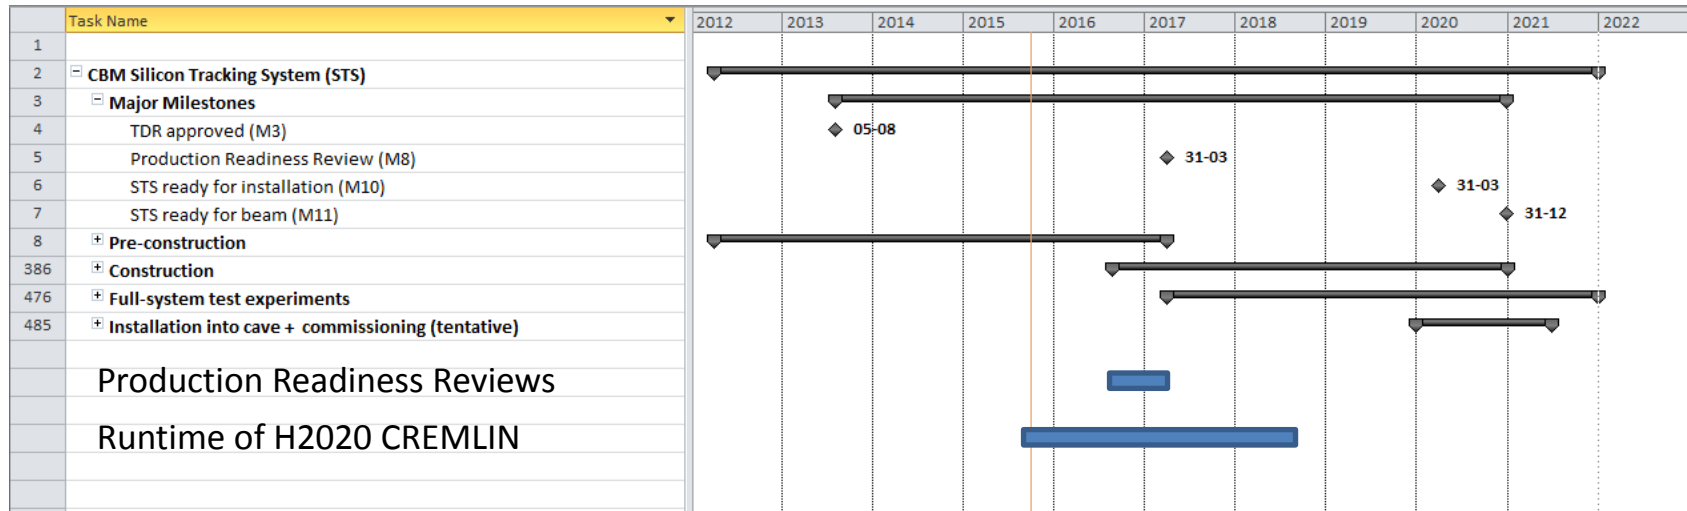 Task Name 2012 2013 2014 2015 2016 2017 2018 2019 2020 2021 2022
1
2 CBM Silicon Tracking System (STS)
3 Major Milestones
4 TDR approved (M3) 05-08
5 Production Readiness Review (M8) 31-03
6 STS ready for installation (M10) 31-03
7 STS ready for beam (M11) 31-12
8 Pre-construction
386 Construction
476 Full-system test experiments
485 Installation into cave + commissioning (tentative)
Production Readiness Reviews
Runtime of H2020 CREMLIN